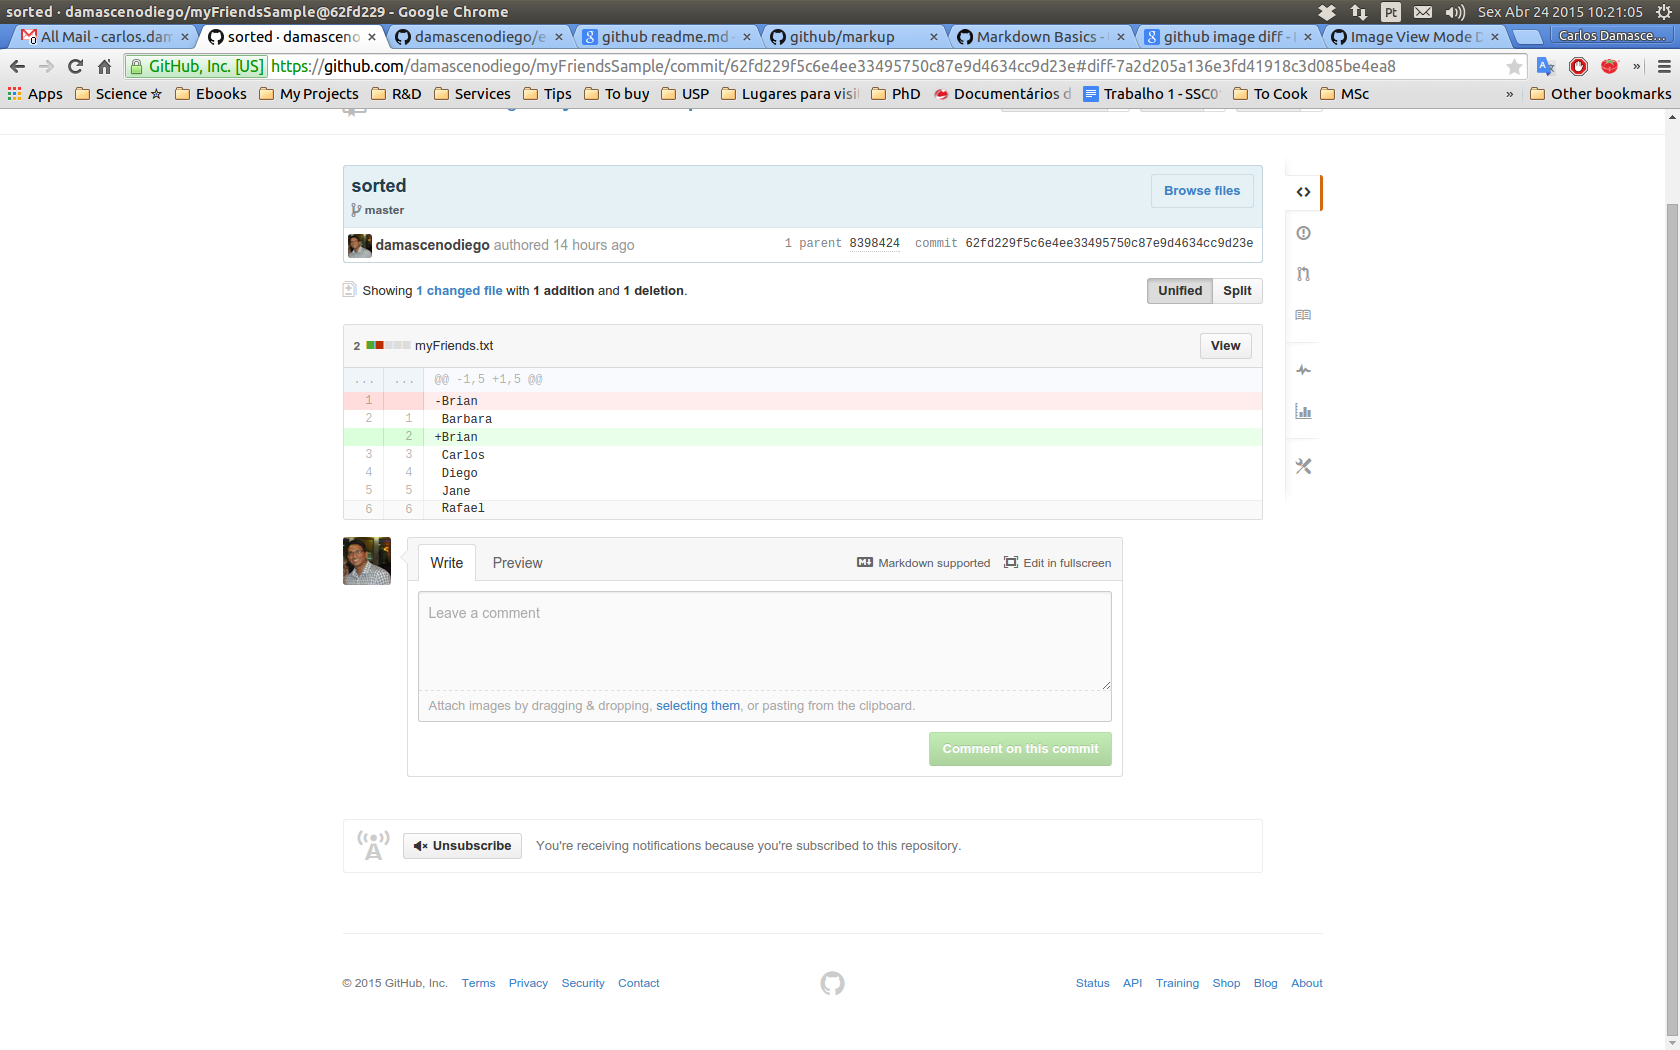 sorted · damascenodiego/myFriendsSample@62fd229 - Google Chrome
Pt
Sex Abr 24 2015 10:21:05
All Mail - carlos.dam
sorted · damasceno
damascenodiego/e
github readme.md -
github/markup
Markdown Basics -
github image diff -
Image View Mode D
Carlos Damasce...
GitHub, Inc. [US]
https://github.com/damascenodiego/myFriendsSample/commit/62fd229f5c6e4ee33495750c87e9d4634cc9d23e#diff-7a2d205a136e3fd41918c3d085be4ea8
Apps
Science ☆
Ebooks
My Projects
R&D
Services
Tips
To buy
USP
Lugares para visi
PhD
Documentários d
Trabalho 1 - SSC0
To Cook
MSc
»
Other bookmarks
sorted
Browse files
master
damascenodiego authored 14 hours ago
1 parent 8398424 commit 62fd229f5c6e4ee33495750c87e9d4634cc9d23e
Showing 1 changed file with 1 addition and 1 deletion.
Unified Split
2 myFriends.txt
View
... ... @@ -1,5 +1,5 @@
1 -Brian
2 1 Barbara
2 +Brian
3 3 Carlos
4 4 Diego
5 5 Jane
6 6 Rafael
Write
Preview
Markdown supported
Edit in fullscreen
Leave a comment
Attach images by dragging & dropping, selecting them, or pasting from the clipboard.
Comment on this commit
Unsubscribe
You're receiving notifications because you're subscribed to this repository.
© 2015 GitHub, Inc. Terms Privacy Security Contact
Status API Training Shop Blog About